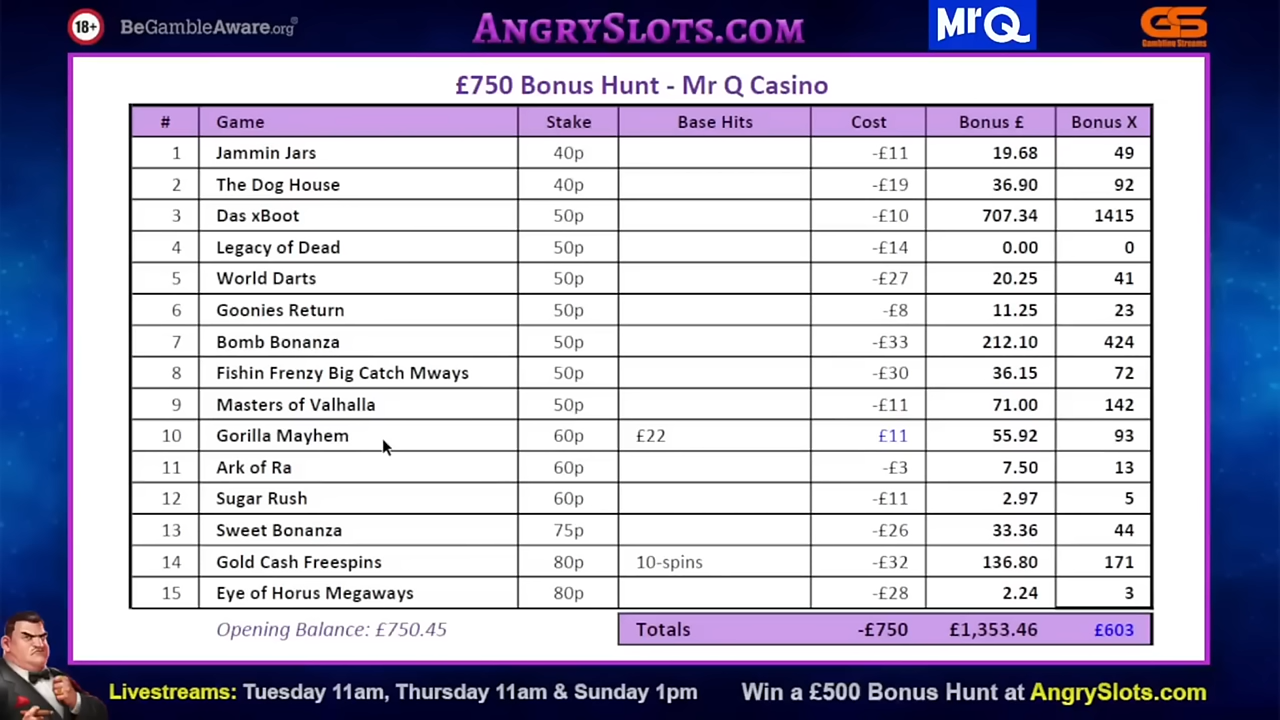 18+ BeGambleAware.org® AngrySlots.com MrQ GS
Gambling Streams
£750 Bonus Hunt - Mr Q Casino
# Game Stake Base Hits Cost Bonus £ Bonus X
1 Jammin Jars 40p -£11 19.68 49
2 The Dog House 40p -£19 36.90 92
3 Das xBoot 50p -£10 707.34 1415
4 Legacy of Dead 50p -£14 0.00 0
5 World Darts 50p -£27 20.25 41
6 Goonies Return 50p -£8 11.25 23
7 Bomb Bonanza 50p -£33 212.10 424
8 Fishin Frenzy Big Catch Mways 50p -£30 36.15 72
9 Masters of Valhalla 50p -£11 71.00 142
10 Gorilla Mayhem 60p £22 £11 55.92 93
11 Ark of Ra 60p -£3 7.50 13
12 Sugar Rush 60p -£11 2.97 5
13 Sweet Bonanza 75p -£26 33.36 44
14 Gold Cash Freespins 80p 10-spins -£32 136.80 171
15 Eye of Horus Megaways 80p -£28 2.24 3
Opening Balance: £750.45 Totals -£750 £1,353.46 £603
Livestreams: Tuesday 11am, Thursday 11am & Sunday 1pm Win a £500 Bonus Hunt at AngrySlots.com